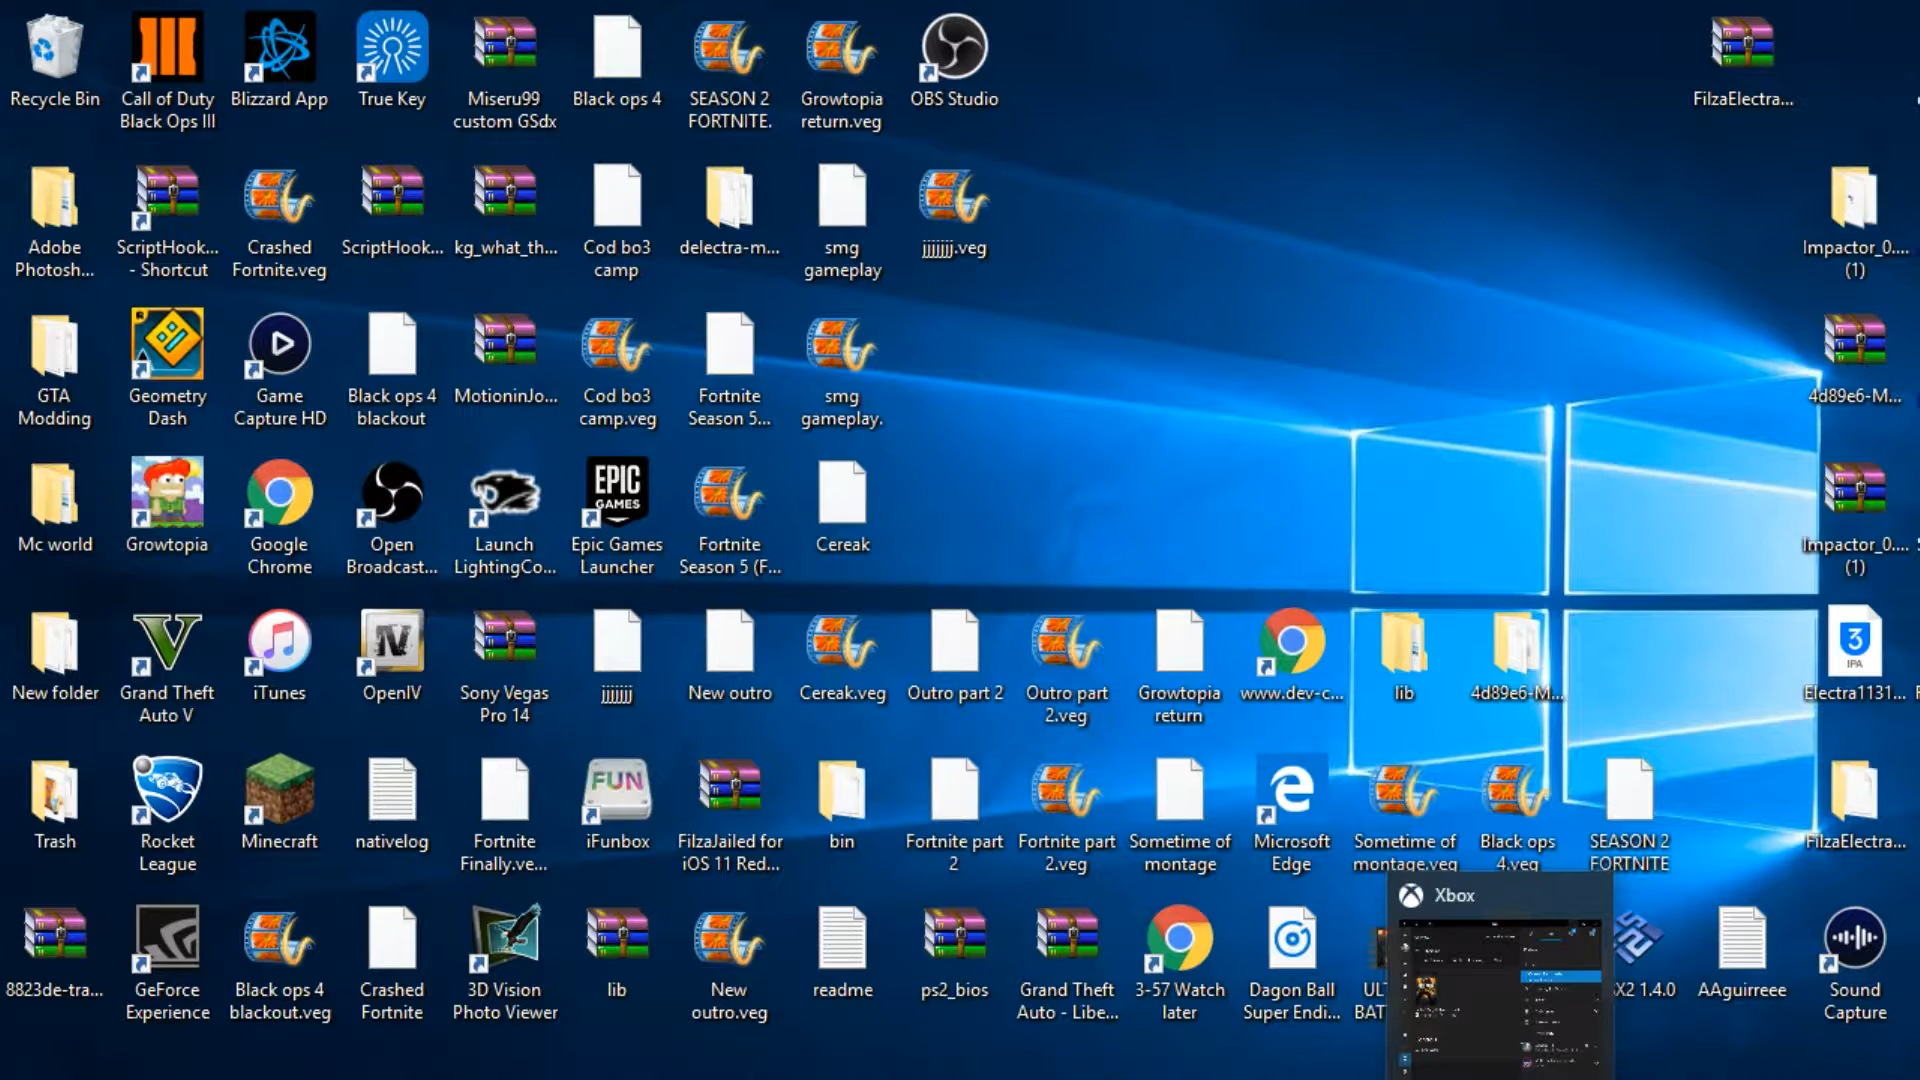 Recycle Bin
Call of Duty
Black Ops III
Blizzard App
True Key
Miseru99
custom GSdx
Black ops 4
SEASON 2
FORTNITE.
Growtopia
return.veg
OBS Studio
FilzaElectra...
Adobe
Photosh...
ScriptHook...
- Shortcut
Crashed
Fortnite.veg
ScriptHook...
kg_what_th...
Cod bo3
camp
delectra-m...
smg
gameplay
jjjjjjj.veg
Impactor_0....
(1)
GTA
Modding
Geometry
Dash
Game
Capture HD
Black ops 4
blackout
MotioninJo...
Cod bo3
camp.veg
Fortnite
Season 5...
smg
gameplay.
4d89e6-M...
Mc world
Growtopia
Google
Chrome
Open
Broadcast...
Launch
LightingCo...
EPIC
GAMES
Epic Games
Launcher
Fortnite
Season 5 (F...
Cereak
Impactor_0....
(1)
New folder
Grand Theft
Auto V
iTunes
IV
OpenIV
Sony Vegas
Pro 14
jjjjjjj
New outro
Cereak.veg
Outro part 2
Outro part
2.veg
Growtopia
return
www.dev-c...
lib
4d89e6-M...
3
IPA
Electra1131...
Trash
Rocket
League
Minecraft
nativelog
Fortnite
Finally.ve...
FUN
iFunbox
FilzaJailed for
iOS 11 Red...
bin
Fortnite part
2
Fortnite part
2.veg
Sometime of
montage
Microsoft
Edge
Sometime of
montage.veg
Black ops
4.veg
SEASON 2
FORTNITE
FilzaElectra...
Xbox
8823de-tra...
GeForce
Experience
Black ops 4
blackout.veg
Crashed
Fortnite
3D Vision
Photo Viewer
lib
New
outro.veg
readme
ps2_bios
Grand Theft
Auto - Libe...
3-57 Watch
later
Dagon Ball
Super Endi...
1.4.0
AAguirreee
Sound
Capture